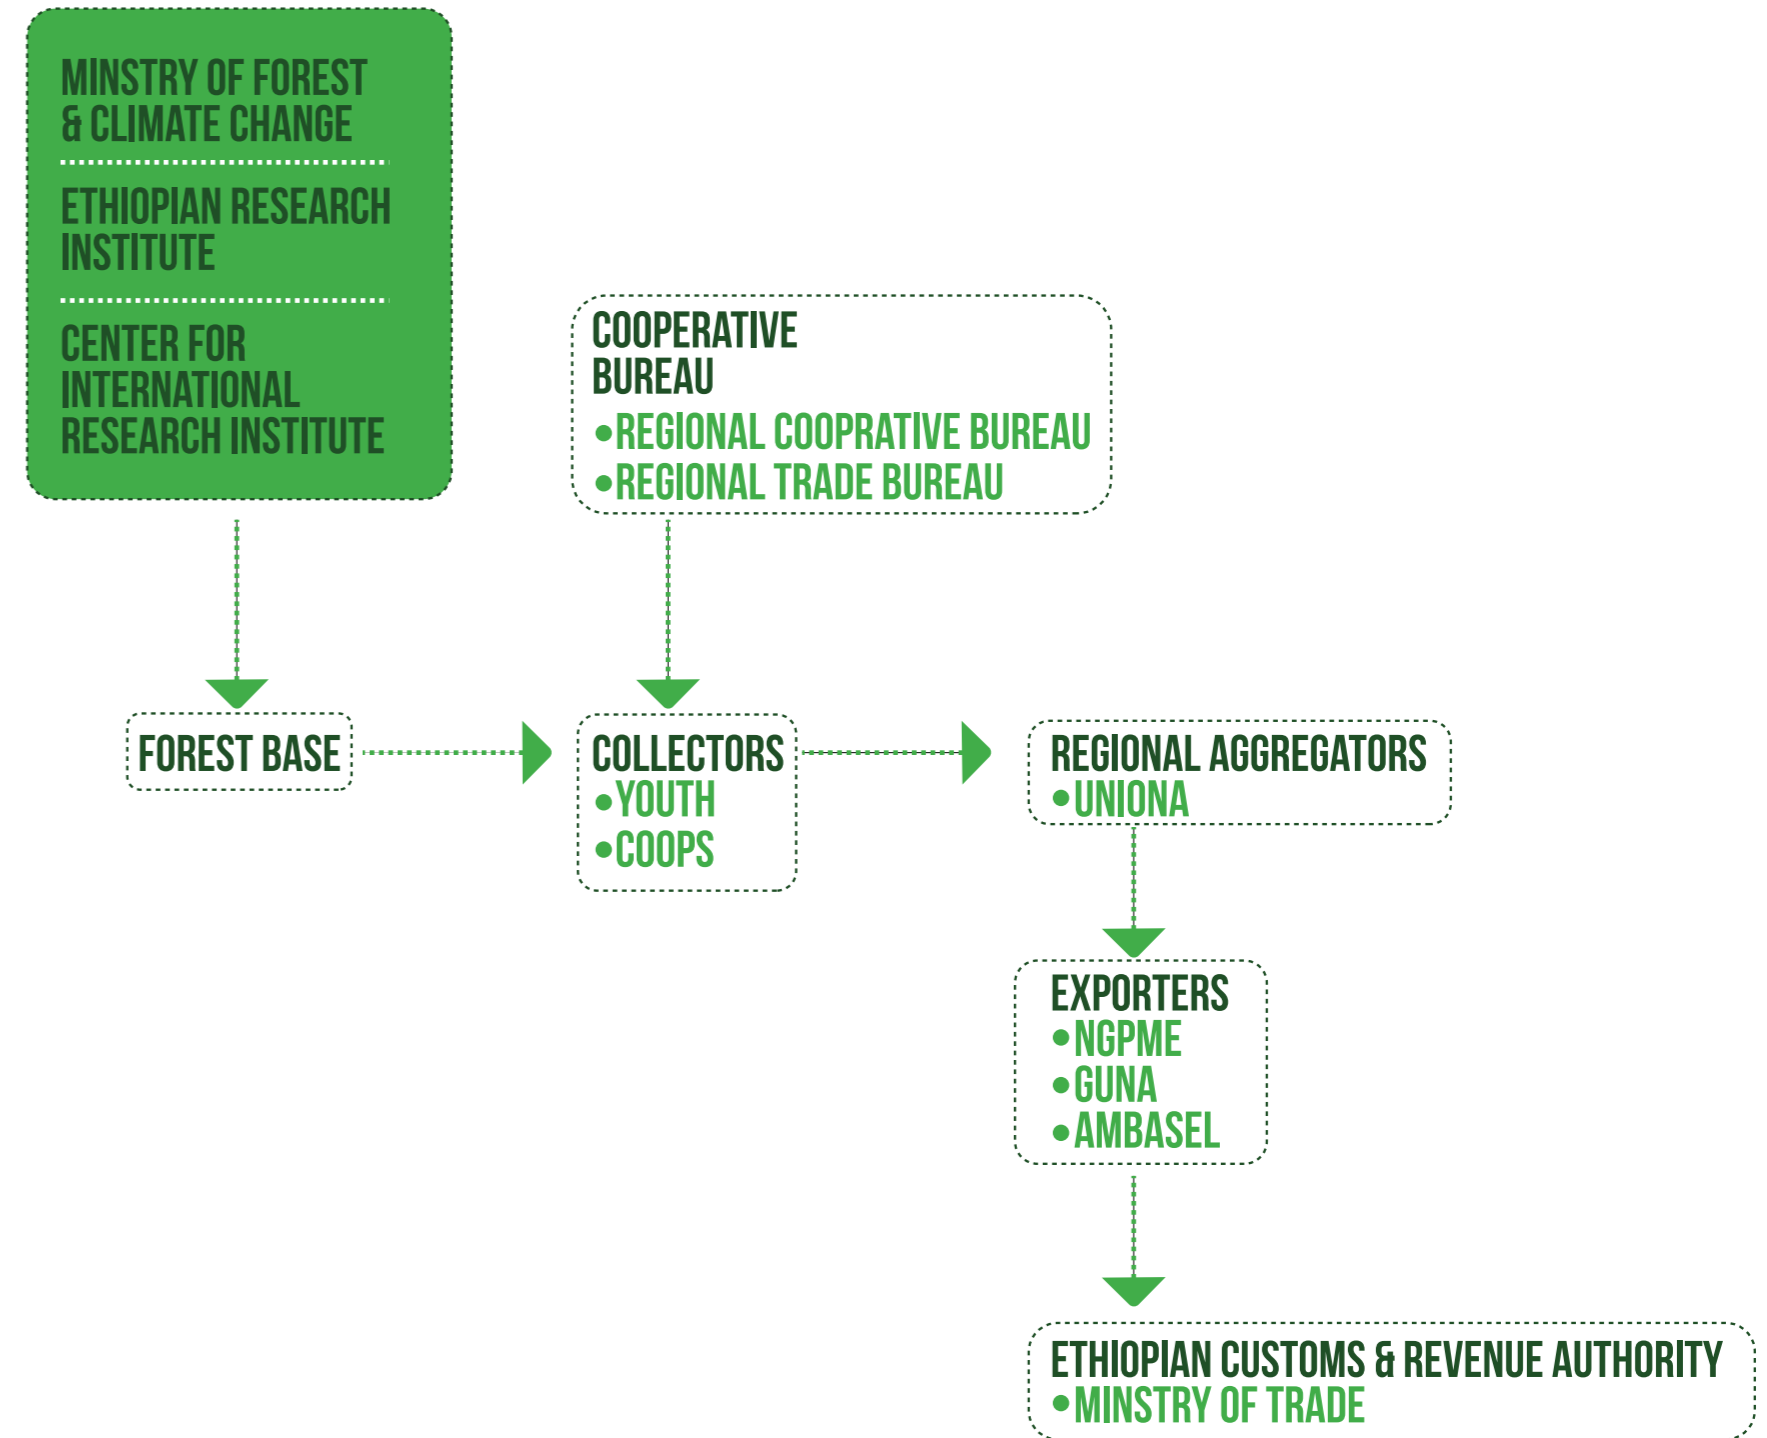 MINSTRY OF FOREST
& CLIMATE CHANGE
ETHIOPIAN RESEARCH
INSTITUTE
CENTER FOR
INTERNATIONAL
RESEARCH INSTITUTE
COOPERATIVE
BUREAU
•REGIONAL COOPRATIVE BUREAU
•REGIONAL TRADE BUREAU
FOREST BASE
COLLECTORS
•YOUTH
•COOPS
REGIONAL AGGREGATORS
•UNIONA
EXPORTERS
•NGPME
•GUNA
•AMBASEL
ETHIOPIAN CUSTOMS & REVENUE AUTHORITY
•MINSTRY OF TRADE